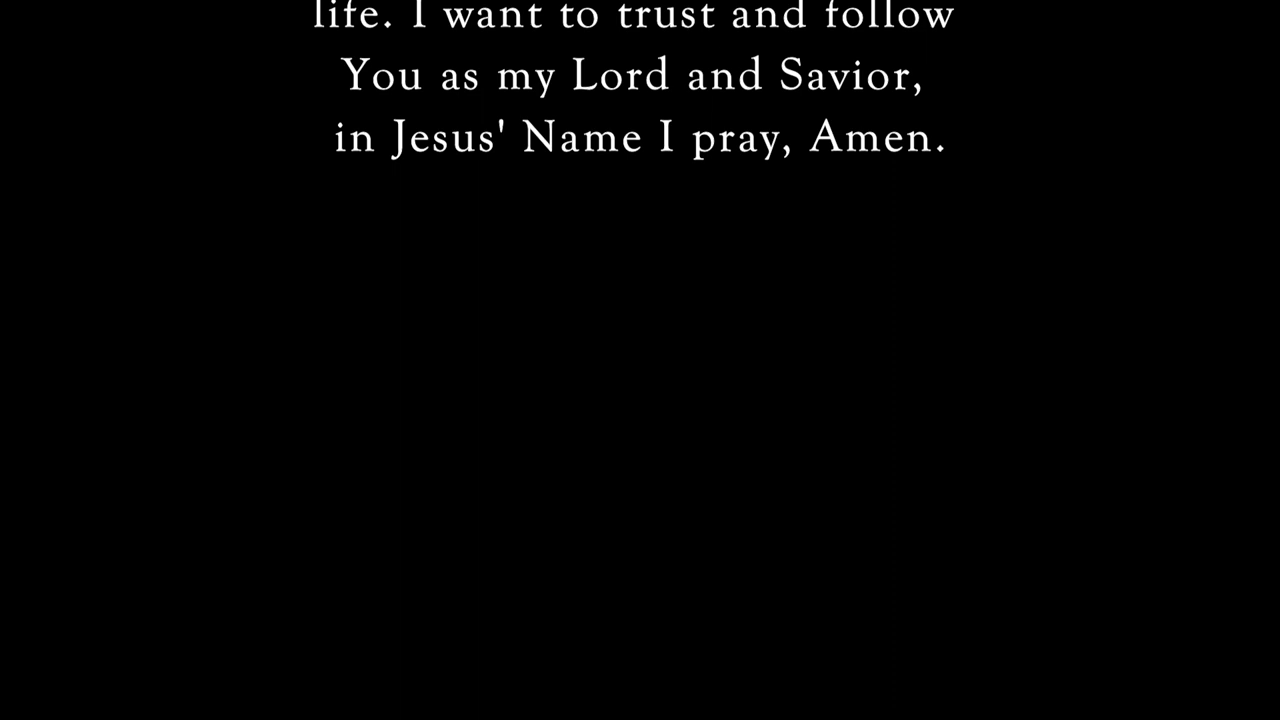 life. I want to trust and follow
You as my Lord and Savior,
in Jesus' Name I pray, Amen.